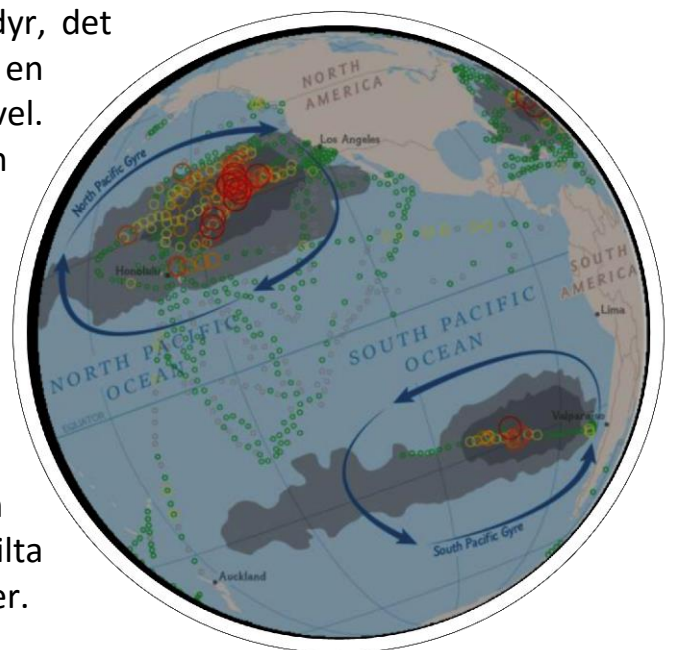 dyr, det
en
vel.
n
ilta
er.
NORTH
AMERICA
Los Angeles
North Pacific Gyre
Honolulu
SOUTH
AMERICA
Lima
NORTH PACIFIC
OCEAN
SOUTH PACIFIC
OCEAN
EQUATOR
Valparaiso
South Pacific Gyre
Auckland